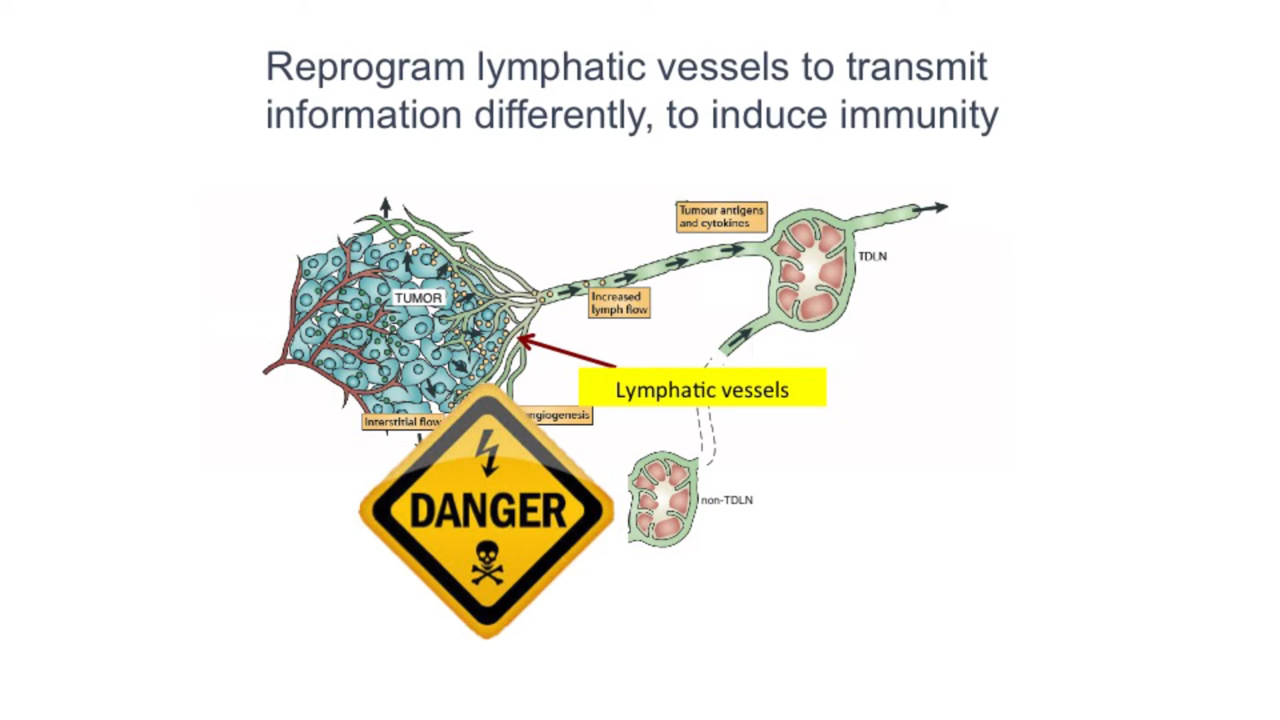 Reprogram lymphatic vessels to transmit
information differently, to induce immunity
Tumour antigens
and cytokines
TDLN
TUMOR
Increased
lymph flow
Lymphatic vessels
Interstitial flow
ngiogenesis
DANGER
non-TDLN